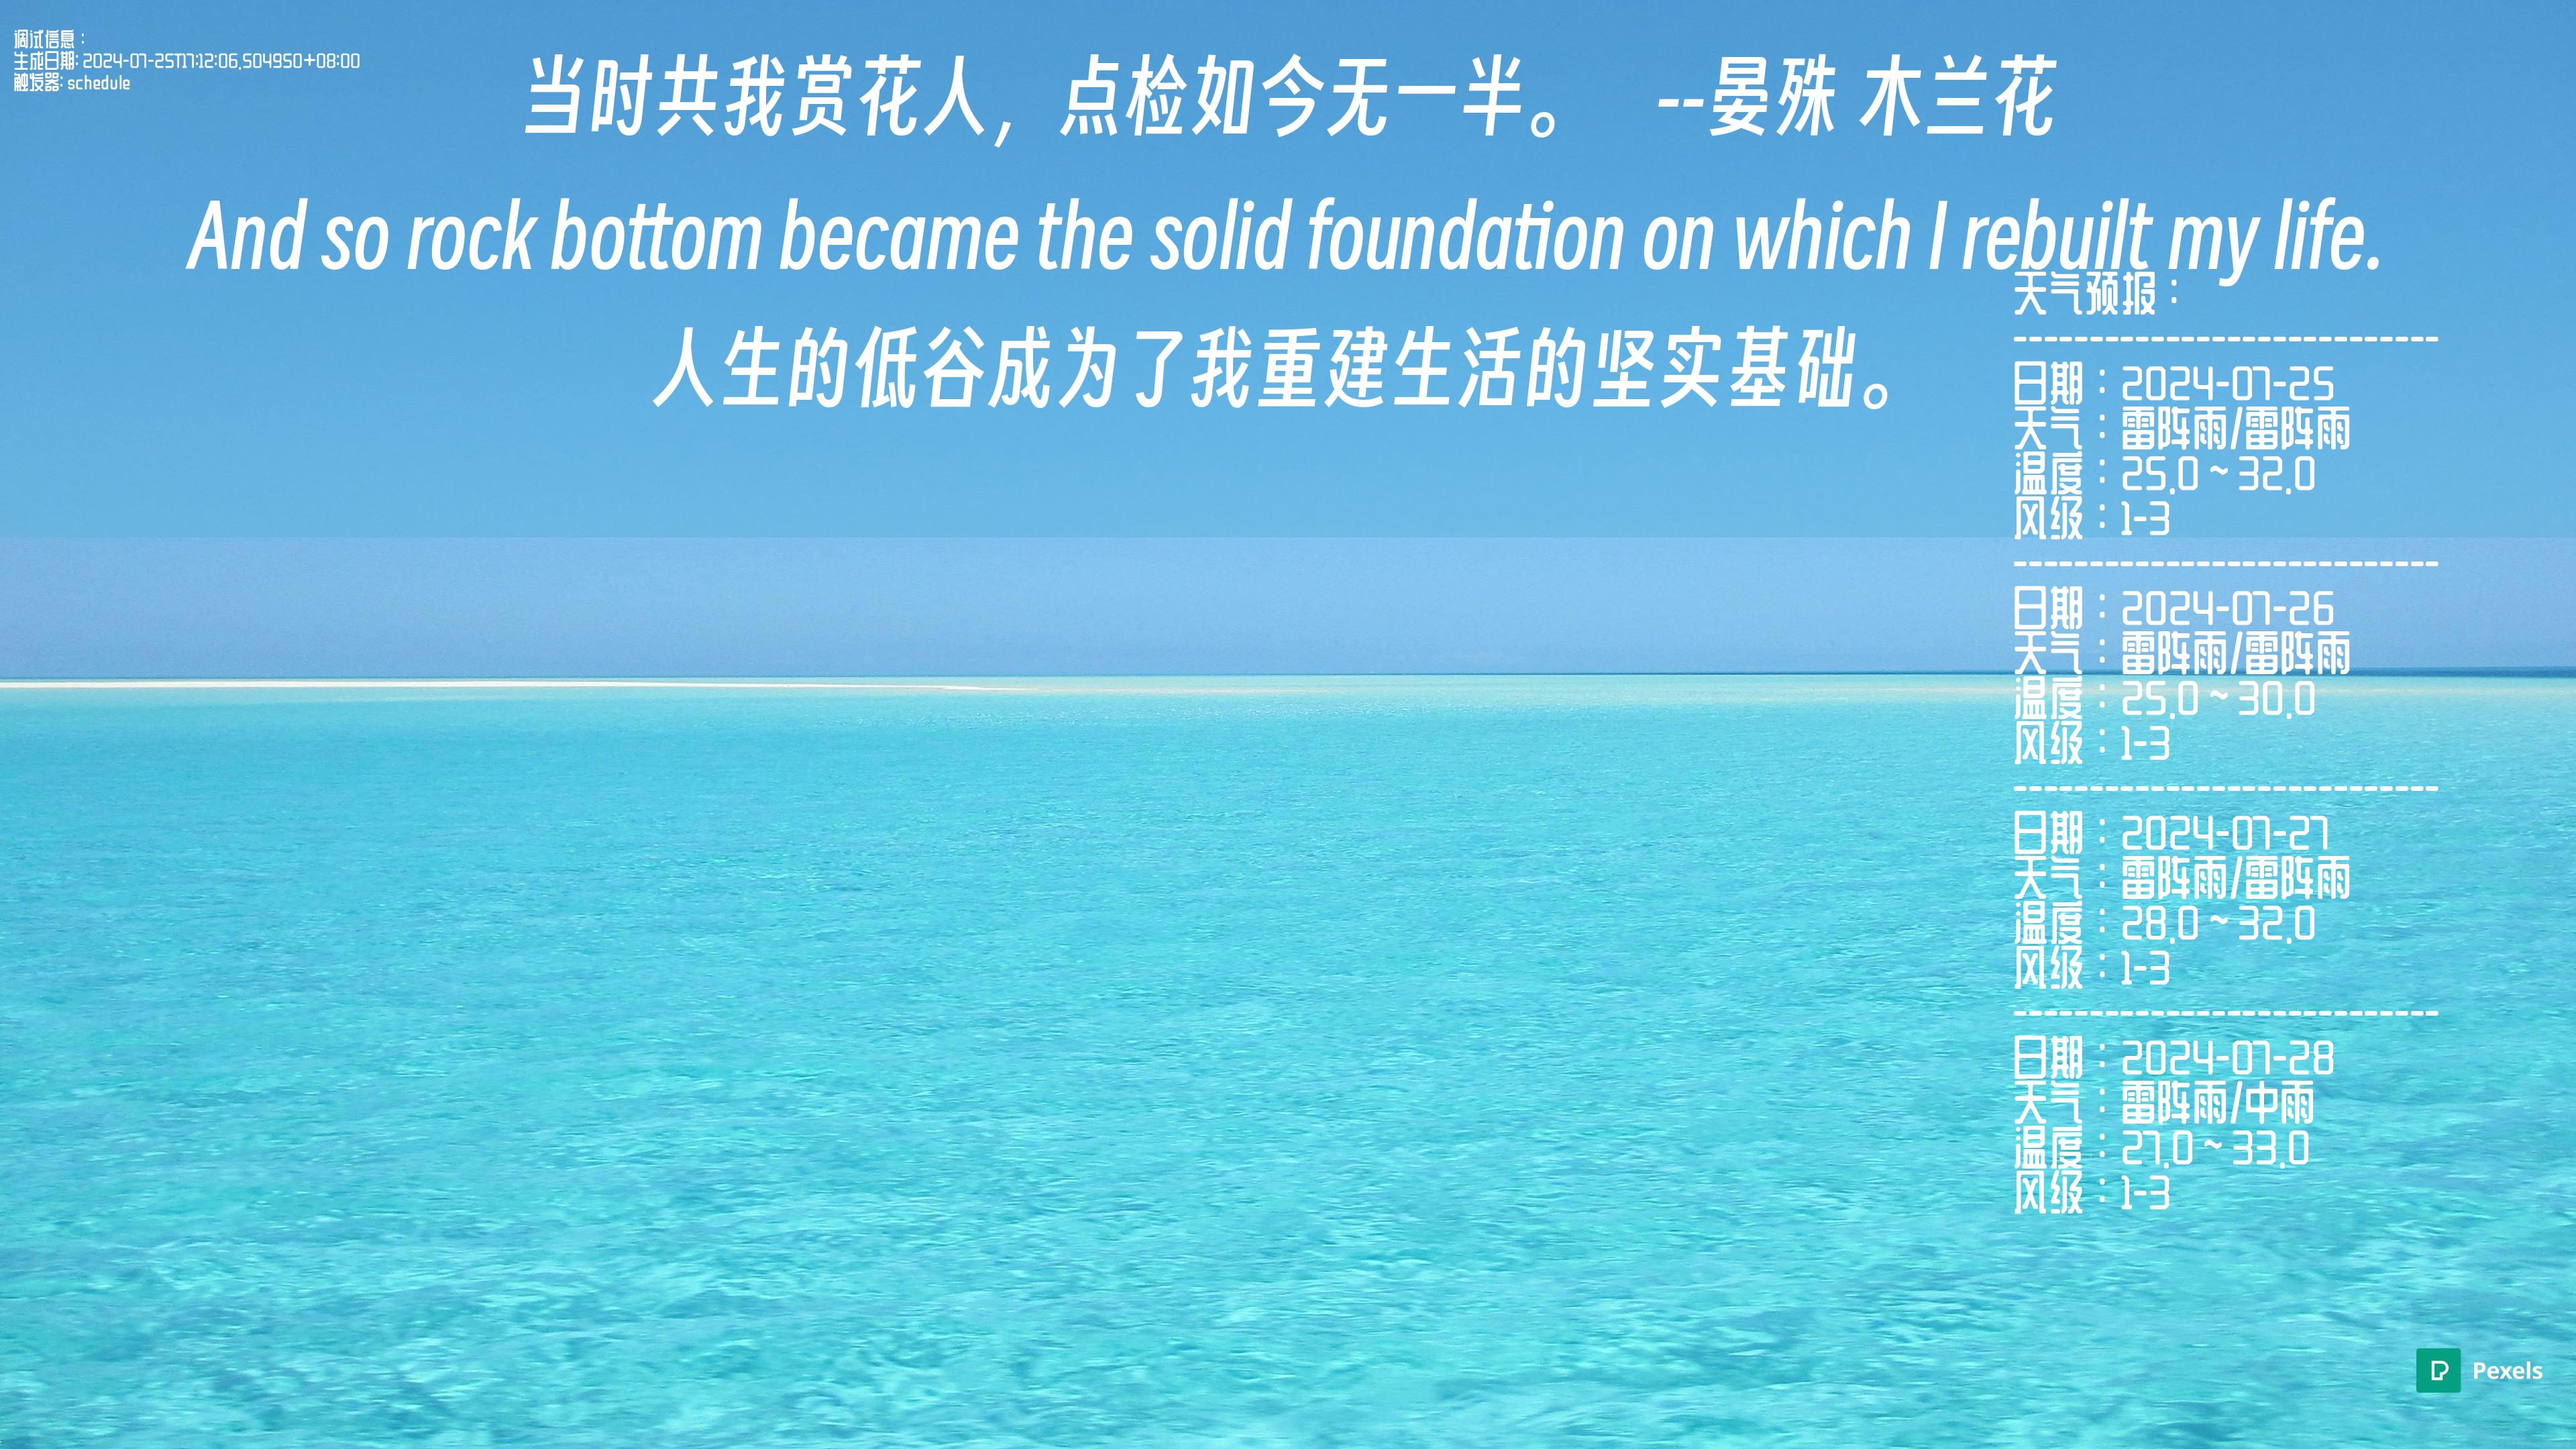 调试信息：
生成日期: 2024-07-25T17:12:06.504950+08:00
触发器: schedule
当时共我赏花人，点检如今无一半。 --晏殊 木兰花
And so rock bottom became the solid foundation on which I rebuilt my life.
人生的低谷成为了我重建生活的坚实基础。
天气预报：
----------------------------
日期：2024-07-25
天气：雷阵雨/雷阵雨
温度：25.0 ~ 32.0
风级：1-3
----------------------------
日期：2024-07-26
天气：雷阵雨/雷阵雨
温度：25.0 ~ 30.0
风级：1-3
----------------------------
日期：2024-07-27
天气：雷阵雨/雷阵雨
温度：28.0 ~ 32.0
风级：1-3
----------------------------
日期：2024-07-28
天气：雷阵雨/中雨
温度：27.0 ~ 33.0
风级：1-3
Pexels